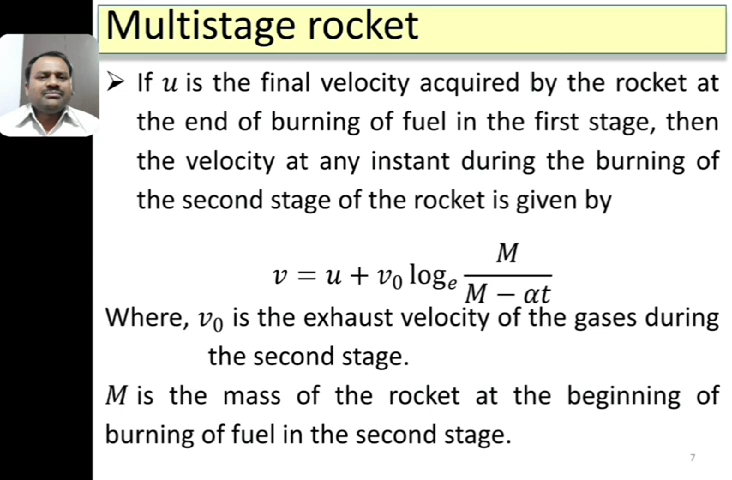 Multistage rocket
➢ If u is the final velocity acquired by the rocket at
the end of burning of fuel in the first stage, then
the velocity at any instant during the burning of
the second stage of the rocket is given by
v = u + v₀ logₑ M / (M − αt)
Where, v₀ is the exhaust velocity of the gases during
the second stage.
M is the mass of the rocket at the beginning of
burning of fuel in the second stage.
7